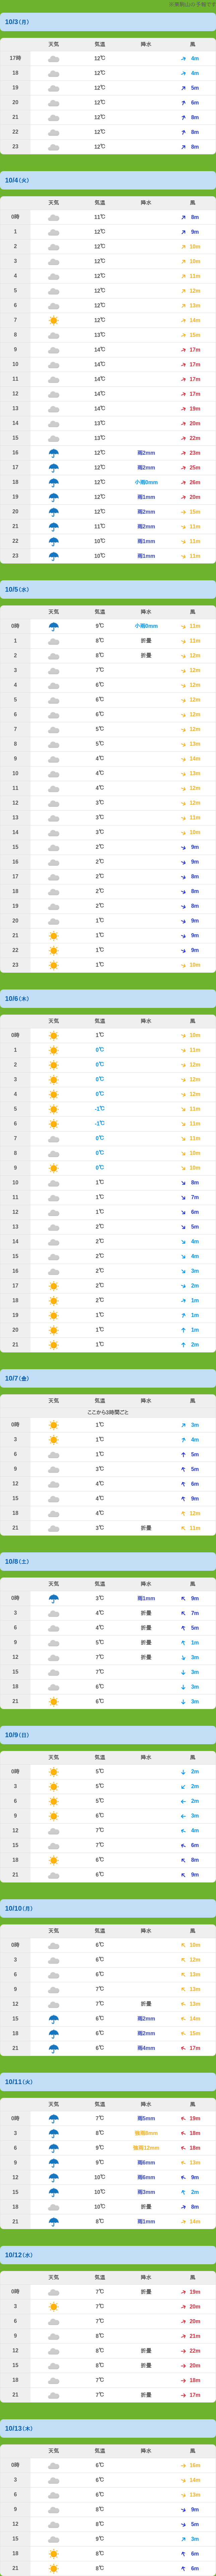 10/3(月)
天気 気温 降水 風
17時 12℃ 4m
18 12℃ 4m
19 12℃ 5m
20 12℃ 6m
21 12℃ 8m
22 12℃ 8m
23 12℃ 8m
10/4(火)
天気 気温 降水 風
0時 11℃ 8m
1 12℃ 9m
2 12℃ 10m
3 12℃ 10m
4 12℃ 11m
5 12℃ 12m
6 12℃ 13m
7 12℃ 14m
8 13℃ 15m
9 14℃ 17m
10 14℃ 17m
11 14℃ 17m
12 14℃ 17m
13 14℃ 19m
14 13℃ 20m
15 13℃ 22m
16 12℃ 雨2mm 23m
17 12℃ 雨2mm 25m
18 12℃ 小雨0mm 26m
19 12℃ 雨1mm 20m
20 12℃ 雨2mm 15m
21 11℃ 雨2mm 11m
22 10℃ 雨1mm 11m
23 10℃ 雨1mm 11m
10/5(水)
天気 気温 降水 風
0時 9℃ 小雨0mm 11m
1 8℃ 折畳 11m
2 8℃ 折畳 12m
3 7℃ 12m
4 6℃ 12m
5 6℃ 12m
6 6℃ 12m
7 5℃ 12m
8 5℃ 13m
9 4℃ 14m
10 4℃ 13m
11 4℃ 12m
12 3℃ 12m
13 3℃ 11m
14 3℃ 10m
15 2℃ 9m
16 2℃ 9m
17 2℃ 8m
18 2℃ 8m
19 2℃ 8m
20 1℃ 9m
21 1℃ 9m
22 1℃ 9m
23 1℃ 10m
10/6(木)
天気 気温 降水 風
0時 1℃ 10m
1 0℃ 11m
2 0℃ 12m
3 0℃ 12m
4 0℃ 12m
5 -1℃ 11m
6 -1℃ 11m
7 0℃ 11m
8 0℃ 10m
9 0℃ 10m
10 1℃ 8m
11 1℃ 7m
12 1℃ 6m
13 2℃ 5m
14 2℃ 4m
15 2℃ 4m
16 2℃ 3m
17 2℃ 2m
18 2℃ 1m
19 1℃ 1m
20 1℃ 1m
21 1℃ 2m
10/7(金)
天気 気温 降水 風
ここから3時間ごと
0時 1℃ 3m
3 1℃ 4m
6 1℃ 5m
9 3℃ 5m
12 4℃ 6m
15 4℃ 9m
18 4℃ 12m
21 3℃ 折畳 11m
10/8(土)
天気 気温 降水 風
0時 3℃ 雨1mm 9m
3 4℃ 折畳 7m
6 4℃ 折畳 5m
9 5℃ 折畳 1m
12 7℃ 折畳 3m
15 7℃ 3m
18 6℃ 3m
21 6℃ 3m
10/9(日)
天気 気温 降水 風
0時 5℃ 2m
3 5℃ 2m
6 5℃ 2m
9 6℃ 3m
12 7℃ 4m
15 7℃ 6m
18 6℃ 8m
21 6℃ 9m
10/10(月)
天気 気温 降水 風
0時 6℃ 10m
3 6℃ 12m
6 6℃ 13m
9 7℃ 13m
12 7℃ 折畳 13m
15 6℃ 雨2mm 14m
18 6℃ 雨2mm 15m
21 6℃ 雨4mm 17m
10/11(火)
天気 気温 降水 風
0時 7℃ 雨5mm 19m
3 8℃ 18m
6 9℃ 18m
9 9℃ 雨6mm 13m
12 10℃ 雨6mm 9m
15 10℃ 雨3mm 2m
18 10℃ 折畳 8m
21 8℃ 雨1mm 14m
10/12(水)
天気 気温 降水 風
0時 7℃ 折畳 19m
3 7℃ 20m
6 7℃ 20m
9 8℃ 21m
12 8℃ 折畳 22m
15 8℃ 折畳 20m
18 7℃ 18m
21 7℃ 折畳 17m
10/13(木)
天気 気温 降水 風
0時 6℃ 16m
3 6℃ 14m
6 6℃ 13m
9 8℃ 9m
12 8℃ 5m
15 9℃ 3m
18 8℃ 6m
21 8℃ 6m